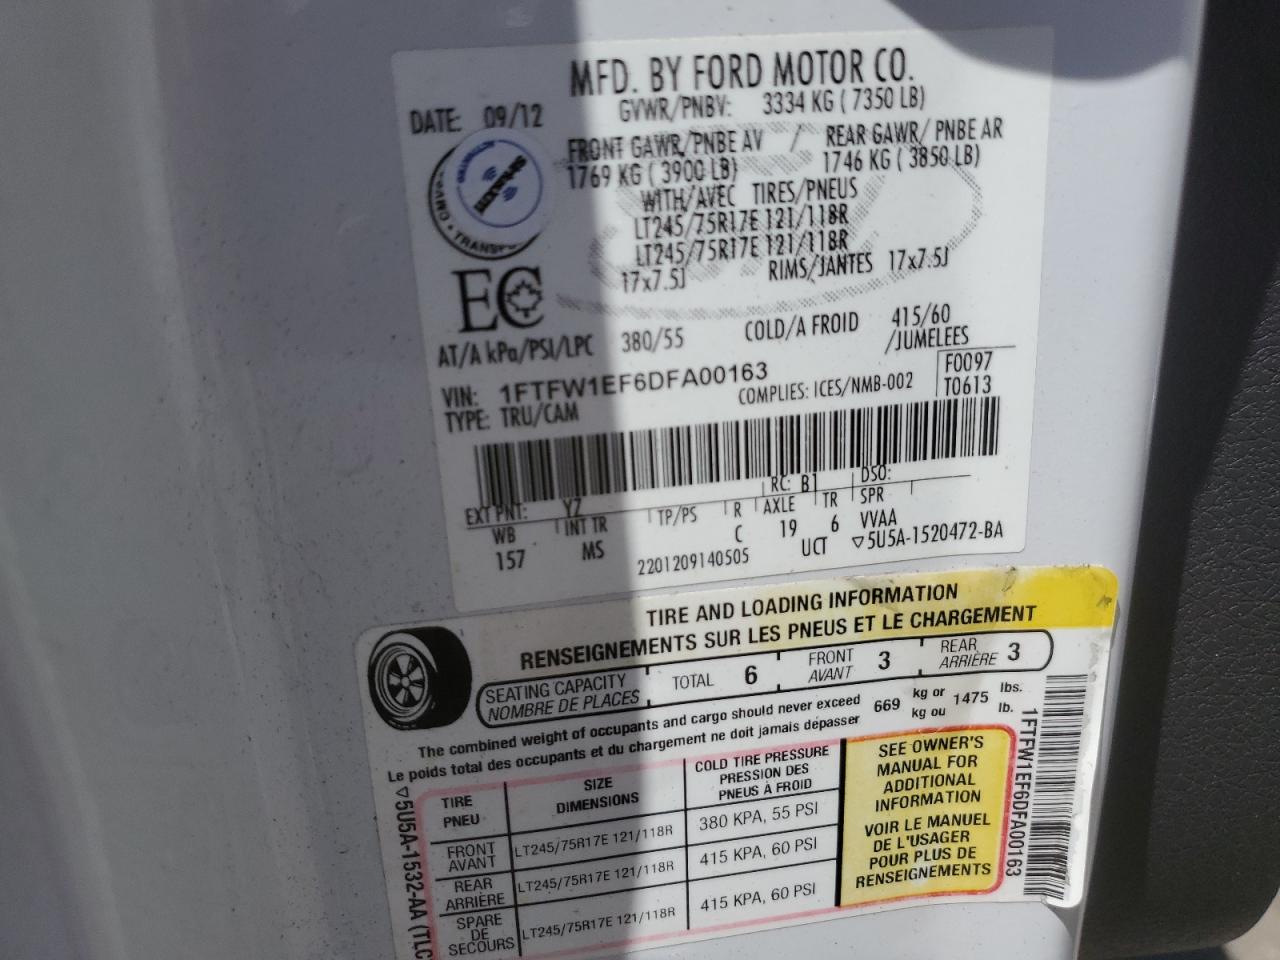 MFD. BY FORD MOTOR CO.
DATE: 09/12
GVWR/PNBV: 3334 KG ( 7350 LB)
FRONT GAWR/PNBE AV / REAR GAWR/ PNBE AR
1769 KG ( 3900 LB) 1746 KG ( 3850 LB)
WITH/AVEC TIRES/PNEUS
LT245/75R17E 121/118R
LT245/75R17E 121/118R
17x7.5J RIMS/JANTES 17x7.5J
EC
AT/A kPa/PSI/LPC 380/55 COLD/A FROID 415/60
/JUMELEES
VIN: 1FTFW1EF6DFA00163
F0097
TYPE: TRU/CAM COMPLIES: ICES/NMB-002 T0613
EXT PNT: YZ RC: B1 DSO:
WB INT TR TP/PS R AXLE TR SPR
157 MS C 19 6 VVAA
2201209140505 UCT ▽5U5A-1520472-BA
TIRE AND LOADING INFORMATION
RENSEIGNEMENTS SUR LES PNEUS ET LE CHARGEMENT
SEATING CAPACITY
NOMBRE DE PLACES
TOTAL 6
FRONT
AVANT 3
REAR
ARRIÈRE 3
The combined weight of occupants and cargo should never exceed 669 kg or 1475 lbs.
Le poids total des occupants et du chargement ne doit jamais dépasser kg ou lb.
TIRE
PNEU
SIZE
DIMENSIONS
COLD TIRE PRESSURE
PRESSION DES
PNEUS À FROID
FRONT
AVANT
LT245/75R17E 121/118R
380 KPA, 55 PSI
REAR
ARRIÈRE
LT245/75R17E 121/118R
415 KPA, 60 PSI
SPARE
DE
SECOURS
LT245/75R17E 121/118R
415 KPA, 60 PSI
SEE OWNER'S
MANUAL FOR
ADDITIONAL
INFORMATION
VOIR LE MANUEL
DE L'USAGER
POUR PLUS DE
RENSEIGNEMENTS
1FTFW1EF6DFA00163
▽5U5A-1532-AA (TLC